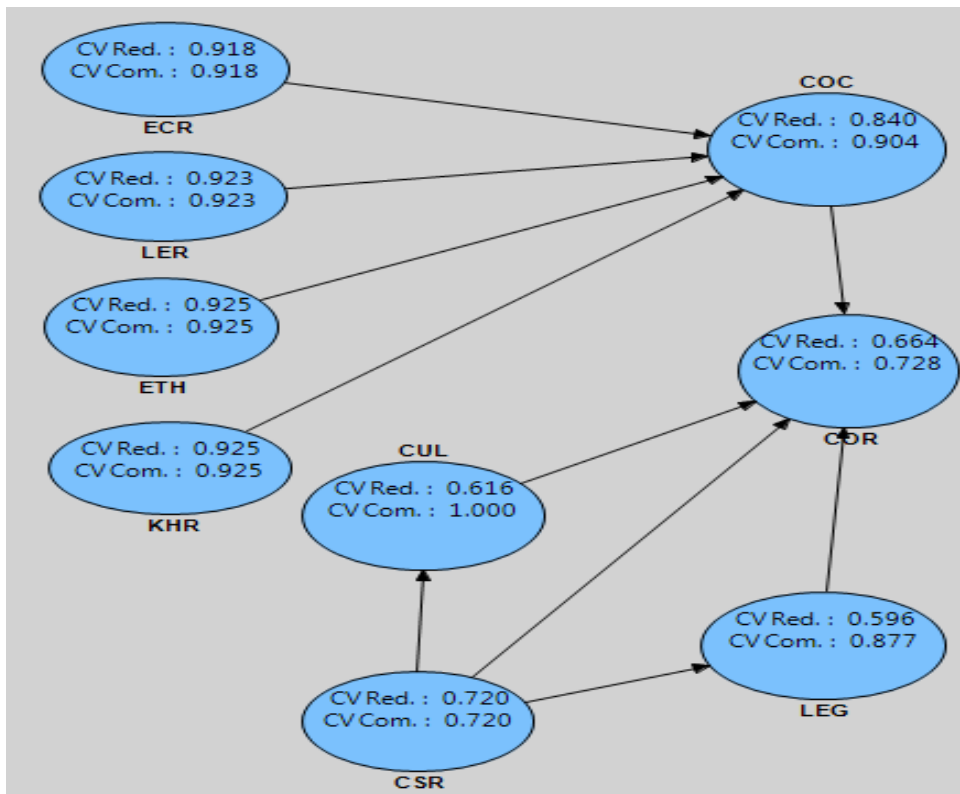 CV Red. : 0.918
CV Com. : 0.918
ECR
COC
CV Red. : 0.840
CV Com. : 0.904
CV Red. : 0.923
CV Com. : 0.923
LER
CV Red. : 0.925
CV Com. : 0.925
ETH
CV Red. : 0.664
CV Com. : 0.728
COR
CV Red. : 0.925
CV Com. : 0.925
KHR
CUL
CV Red. : 0.616
CV Com. : 1.000
CV Red. : 0.596
CV Com. : 0.877
LEG
CV Red. : 0.720
CV Com. : 0.720
CSR